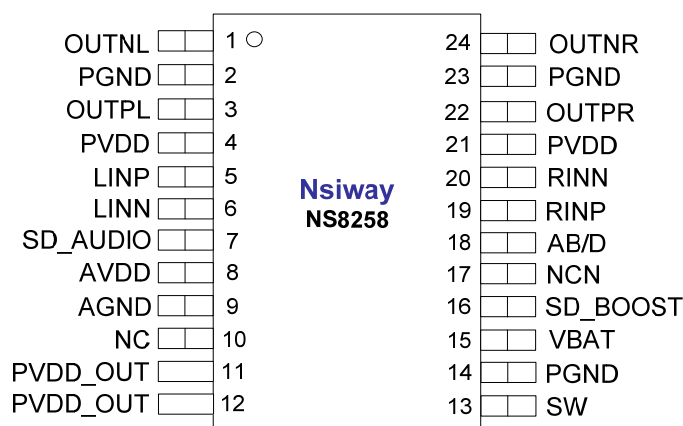 OUTNL 1 24 OUTNR
PGND 2 23 PGND
OUTPL 3 22 OUTPR
PVDD 4 21 PVDD
LINP 5 20 RINN
LINN 6 19 RINP
Nsiway
NS8258
SD_AUDIO 7 18 AB/D
AVDD 8 17 NCN
AGND 9 16 SD_BOOST
NC 10 15 VBAT
PVDD_OUT 11 14 PGND
PVDD_OUT 12 13 SW